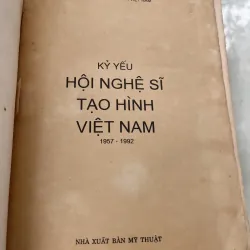 KỶ YẾU
HỘI NGHỆ SĨ
TẠO HÌNH
VIỆT NAM
1957 - 1992
NHÀ XUẤT BẢN MỸ THUẬT